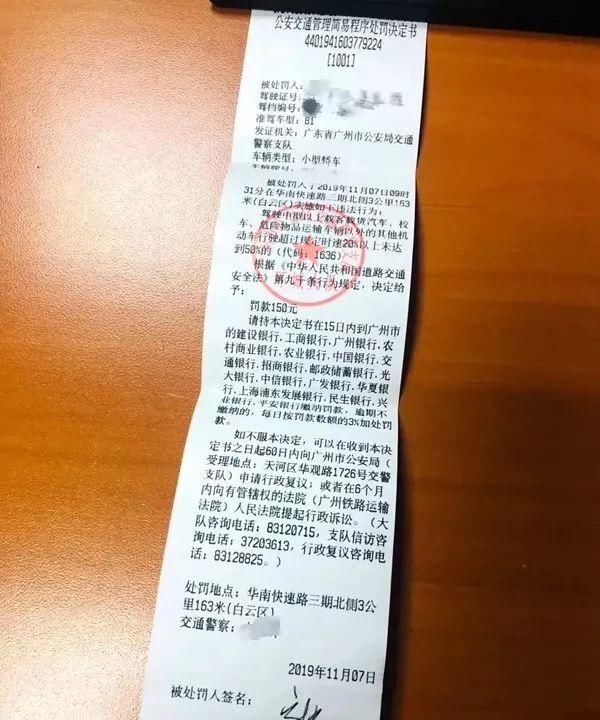 公安交通管理简易程序处罚决定书
4401941603779224
[1001]
被处罚人:
驾驶证号:
驾档编号:
准驾车型: B1
发证机关: 广东省广州市公安局交通
警察支队
车辆类型: 小型轿车
被处罚人于2019年11月07日09时
31分在华南快速路三期北侧3公里163
米(白云区)实施如下违法行为:
驾驶中型以上载客载货汽车、校
车、危险物品运输车辆以外的其他机
动车行驶超过规定时速20%以上未达
到50%的 (代码: 1636)
根据《中华人民共和国道路交通
安全法》第九十条行为规定, 决定给
予:
罚款150元
请持本决定书在15日内到广州市
的建设银行,工商银行,广州银行,农
村商业银行,农业银行,中国银行,交
通银行,招商银行,邮政储蓄银行,光
大银行,中信银行,广发银行,华夏银
行,上海浦东发展银行,民生银行,兴
业银行,平安银行缴纳罚款, 逾期不
缴纳的, 每日按罚款数额的3%加处罚
款。
如不服本决定, 可以在收到本决
定书之日起60日内向广州市公安局(
受理地点: 天河区华观路1726号交警
支队) 申请行政复议; 或者在6个月
内向有管辖权的法院 (广州铁路运输
法院) 人民法院提起行政诉讼。(大
队咨询电话: 83120715, 支队信访咨
询电话: 37203613, 行政复议咨询电
话: 83128825。)
处罚地点: 华南快速路三期北侧3公
里163米(白云区)
交通警察:
2019年11月07日
被处罚人签名: